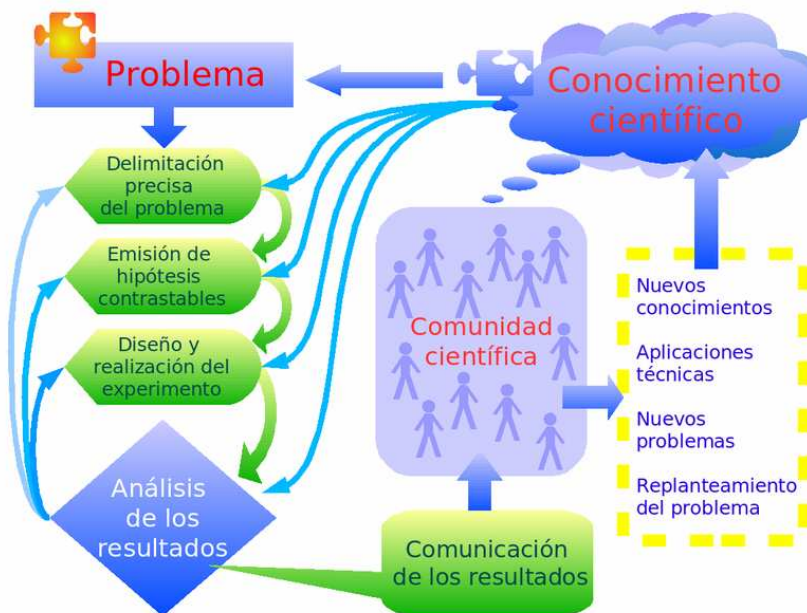 Problema
Conocimiento
científico
Delimitación
precisa
del problema
Emisión de
hipótesis
contrastables
Diseño y
realización del
experimento
Análisis
de los
resultados
Comunicación
de los resultados
Comunidad
científica
Nuevos
conocimientos
Aplicaciones
técnicas
Nuevos
problemas
Replanteamiento
del problema